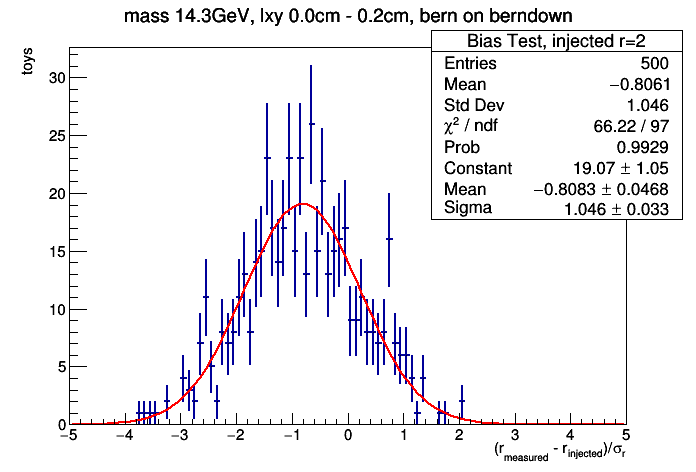 mass 14.3GeV, lxy 0.0cm - 0.2cm, bern on berndown
Bias Test, injected r=2
Entries 500
Mean −0.8061
Std Dev 1.046
χ² / ndf 66.22 / 97
Prob 0.9929
Constant 19.07 ± 1.05
Mean −0.8083 ± 0.0468
Sigma 1.046 ± 0.033
toys
30
25
20
15
10
5
0
−5 −4 −3 −2 −1 0 1 2 3 4 5
(r_measured - r_injected)/σ_r